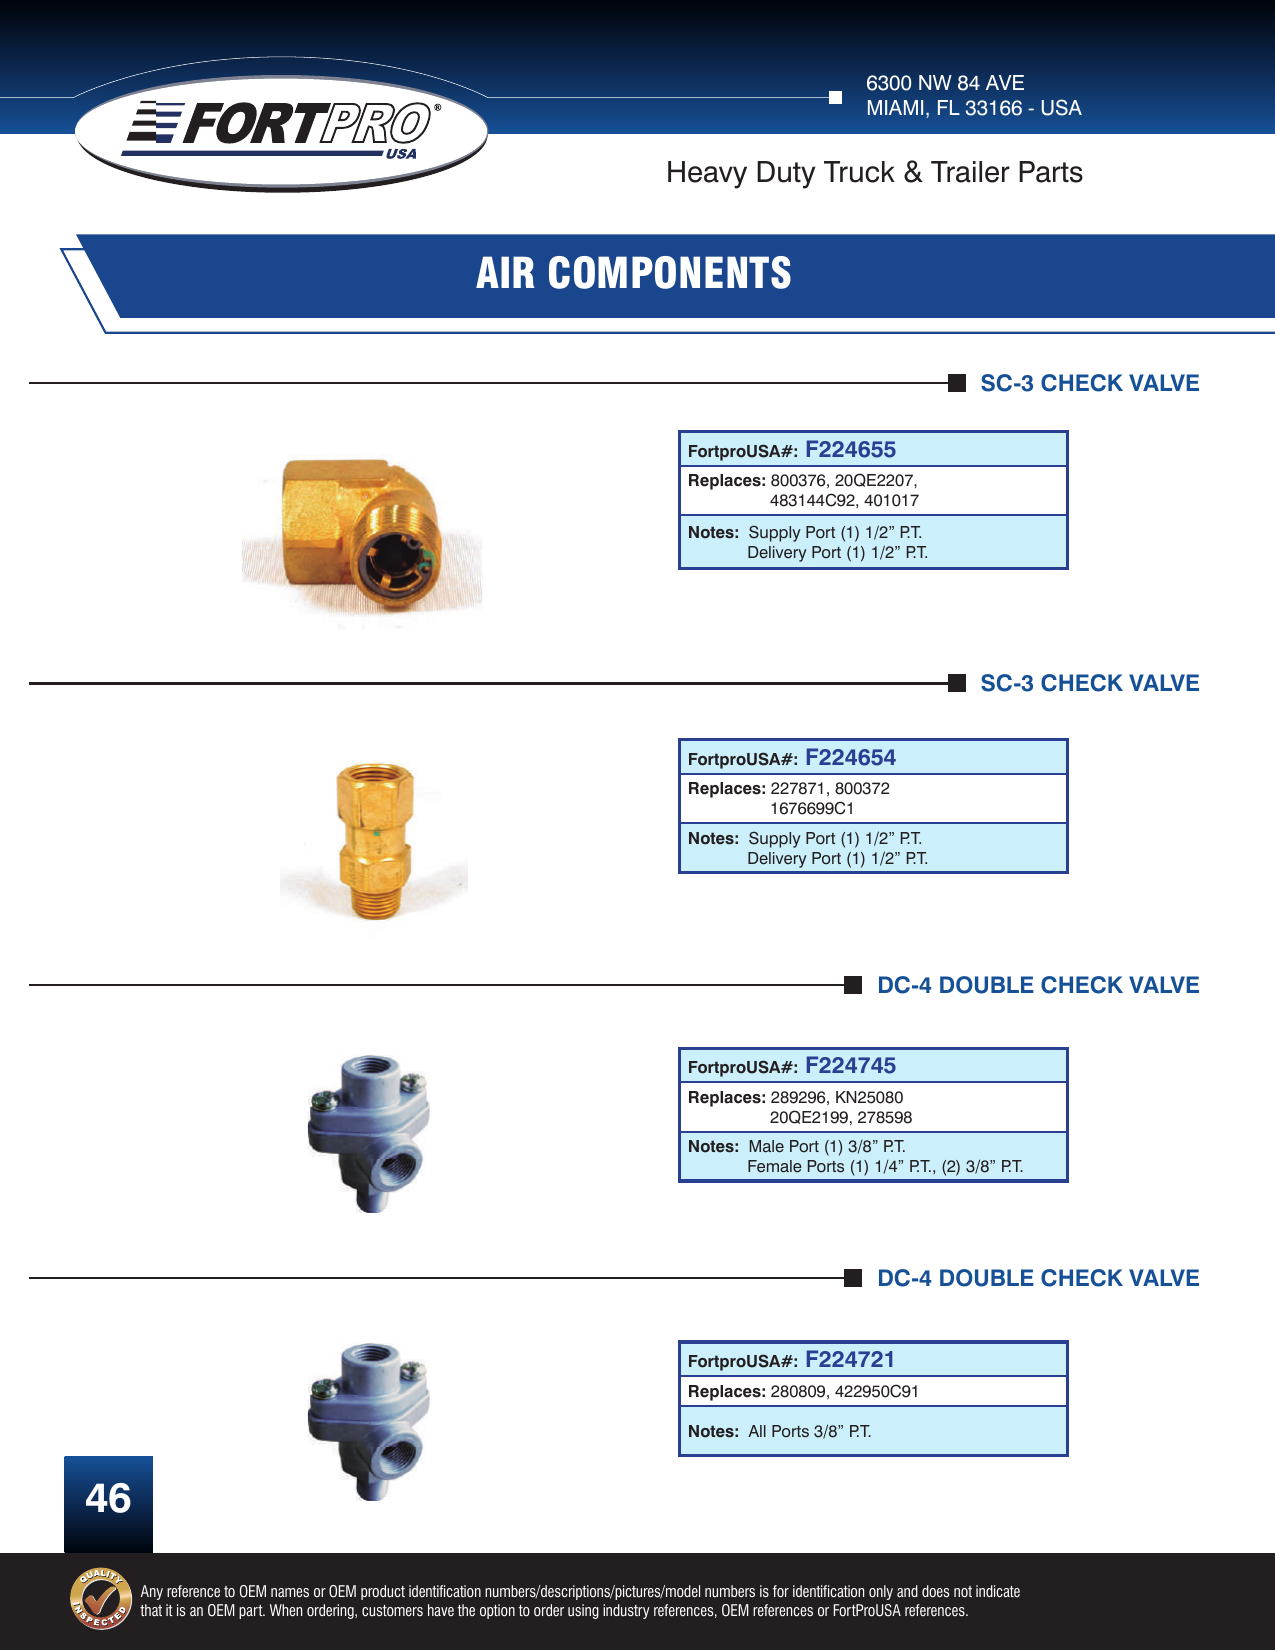 FORTPRO®
USA
6300 NW 84 AVE
MIAMI, FL 33166 - USA
Heavy Duty Truck & Trailer Parts
AIR COMPONENTS
SC-3 CHECK VALVE
FortproUSA#: F224655
Replaces: 800376, 20QE2207,
483144C92, 401017
Notes: Supply Port (1) 1/2” P.T.
Delivery Port (1) 1/2” P.T.
SC-3 CHECK VALVE
FortproUSA#: F224654
Replaces: 227871, 800372
1676699C1
Notes: Supply Port (1) 1/2” P.T.
Delivery Port (1) 1/2” P.T.
DC-4 DOUBLE CHECK VALVE
FortproUSA#: F224745
Replaces: 289296, KN25080
20QE2199, 278598
Notes: Male Port (1) 3/8” P.T.
Female Ports (1) 1/4” P.T., (2) 3/8” P.T.
DC-4 DOUBLE CHECK VALVE
FortproUSA#: F224721
Replaces: 280809, 422950C91
Notes: All Ports 3/8” P.T.
46
QUALITY
INSPECTED
Any reference to OEM names or OEM product identification numbers/descriptions/pictures/model numbers is for identification only and does not indicate
that it is an OEM part. When ordering, customers have the option to order using industry references, OEM references or FortProUSA references.